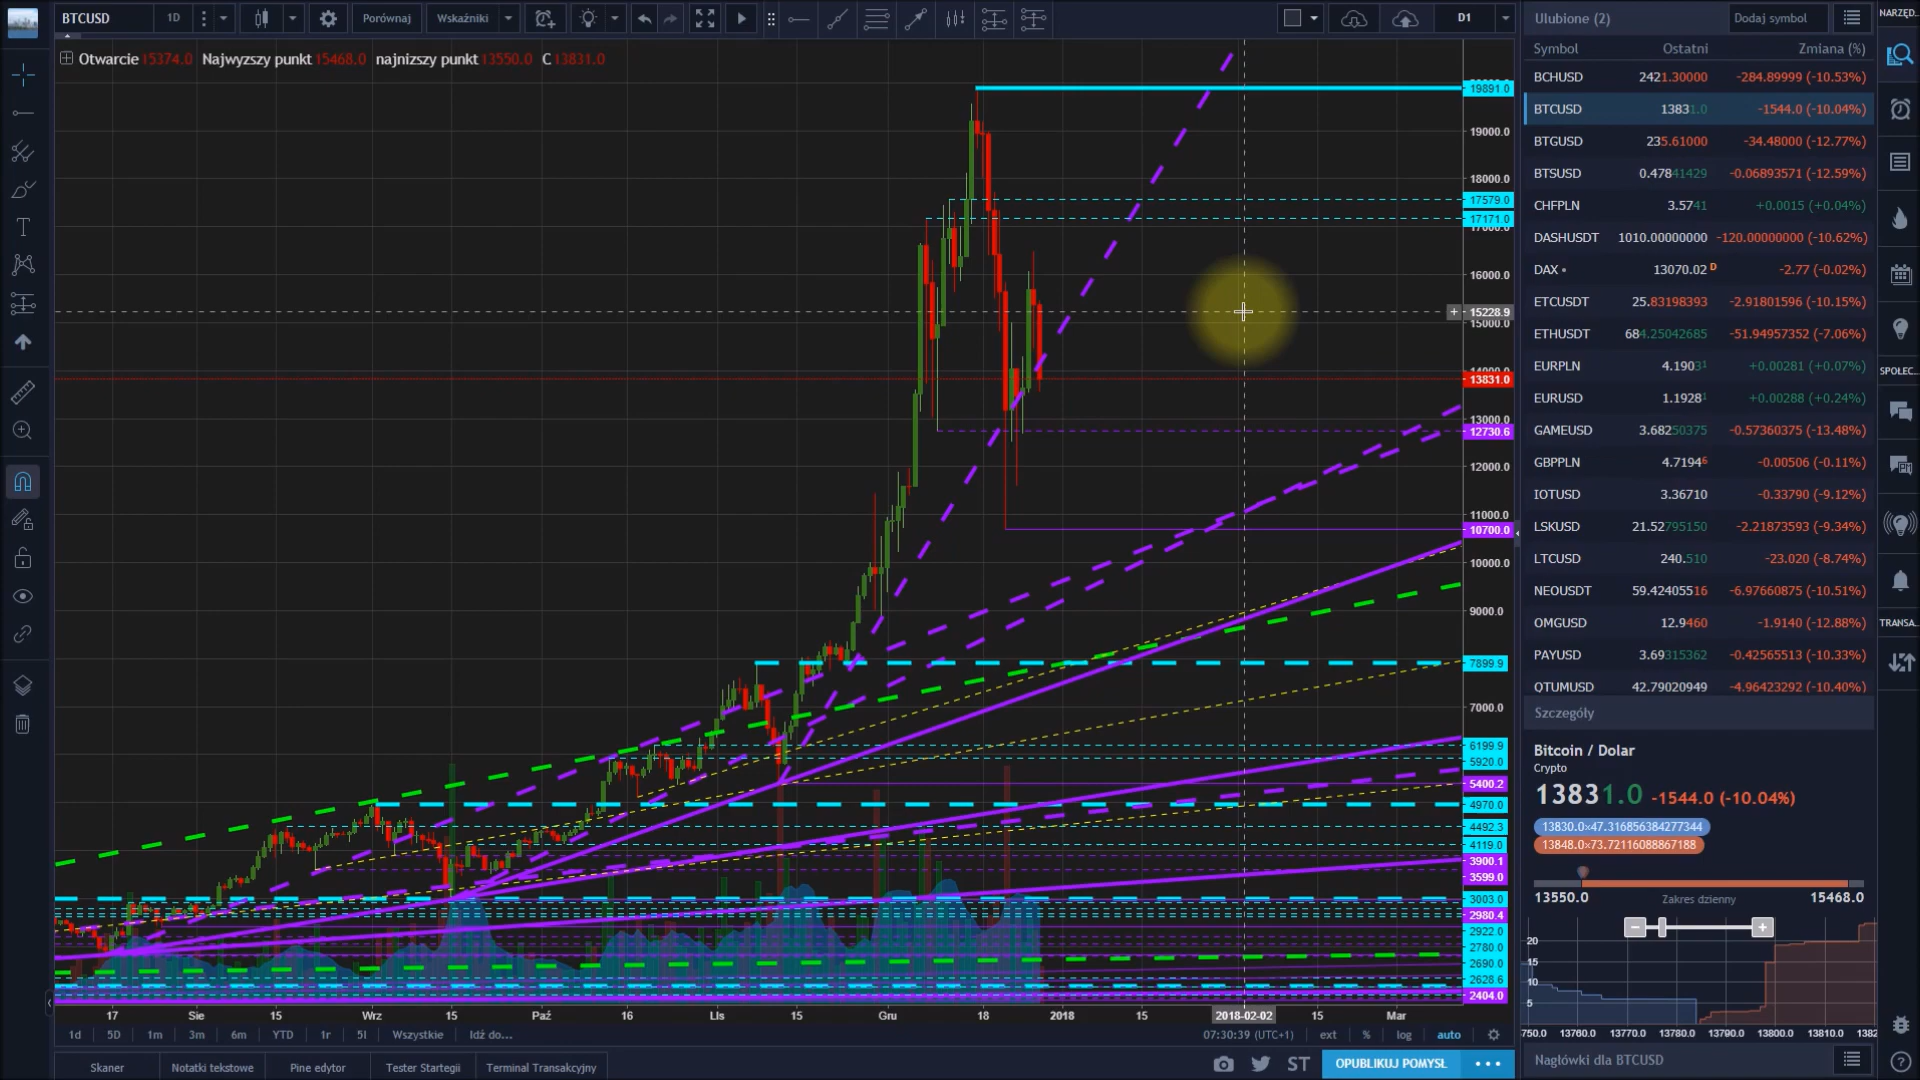 BTCUSD 1D Porównaj Wskaźniki D1
Ulubione (2) Dodaj symbol
NARZĘD...
Symbol Ostatni Zmiana (%)
Otwarcie 15374.0 Najwyzszy punkt 15468.0 najnizszy punkt 13550.0 C 13831.0
BCHUSD 2421.30000 -284.89999 (-10.53%)
BTCUSD 13831.0 -1544.0 (-10.04%)
BTGUSD 235.61000 -34.48000 (-12.77%)
BTSUSD 0.47841429 -0.06893571 (-12.59%)
CHFPLN 3.5741 +0.0015 (+0.04%)
DASHUSDT 1010.00000000 -120.00000000 (-10.62%)
DAX 13070.02 D -2.77 (-0.02%)
ETCUSDT 25.83198393 -2.91801596 (-10.15%)
ETHUSDT 684.25042685 -51.94957352 (-7.06%)
EURPLN 4.19031 +0.00281 (+0.07%)
SPOŁEC...
EURUSD 1.19281 +0.00288 (+0.24%)
GAMEUSD 3.68250375 -0.57360375 (-13.48%)
GBPPLN 4.71946 -0.00506 (-0.11%)
IOTUSD 3.36710 -0.33790 (-9.12%)
LSKUSD 21.52795150 -2.21873593 (-9.34%)
LTCUSD 240.510 -23.020 (-8.74%)
NEOUSDT 59.42405516 -6.97660875 (-10.51%)
OMGUSD 12.9460 -1.9140 (-12.88%)
TRANSA...
PAYUSD 3.69315362 -0.42565513 (-10.33%)
QTUMUSD 42.79020949 -4.96423292 (-10.40%)
19891.0
19000.0
18000.0
17579.0
17171.0
17000.0
16000.0
15228.9
15000.0
14000.0
13831.0
13000.0
12730.6
12000.0
11000.0
10700.0
10000.0
9000.0
7899.9
7000.0
6199.9
5920.0
5400.2
4970.0
4492.3
4119.0
3900.1
3599.0
3003.0
2980.4
2922.0
2780.0
2690.0
2628.6
2404.0
Szczegóły
Bitcoin / Dolar
Crypto
13831.0 -1544.0 (-10.04%)
13830.0×47.316856384277344
13848.0×73.72116088867188
13550.0 Zakres dzienny 15468.0
20
15
10
5
750.0 13760.0 13770.0 13780.0 13790.0 13800.0 13810.0 1382
17 Sie 15 Wrz 15 Paź 16 LIs 15 Gru 18 2018 15 2018-02-02 15 Mar
1d 5D 1m 3m 6m YTD 1r 5l Wszystkie Idź do... 07:30:39 (UTC+1) ext % log auto
Skaner Notatki tekstowe Pine edytor Tester Startegii Terminal Transakcyjny ST OPUBLIKUJ POMYSŁ
Nagłówki dla BTCUSD